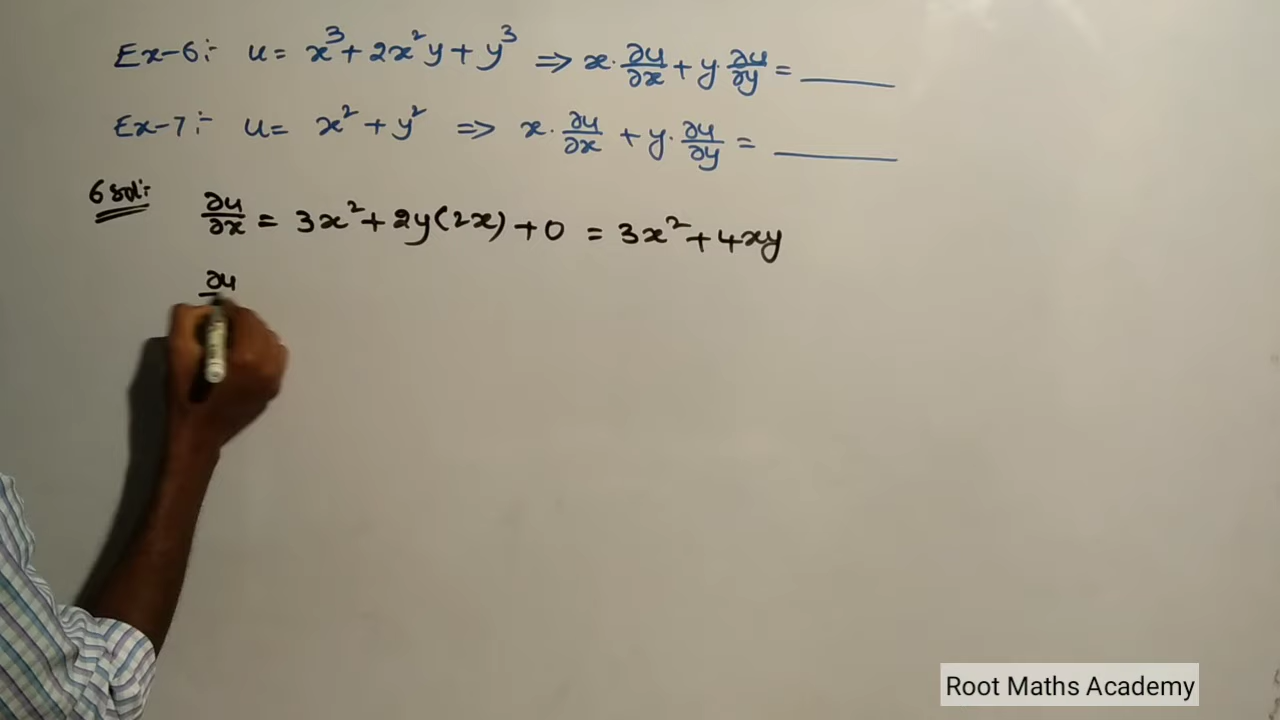 Ex-6:- u = x³ + 2x²y + y³ ⇒ x·∂u/∂x + y·∂u/∂y = ______
Ex-7:- u = x² + y² ⇒ x·∂u/∂x + y·∂u/∂y = ______
6 sol:-
∂u/∂x = 3x² + 2y(2x) + 0 = 3x² + 4xy
∂u
Root Maths Academy